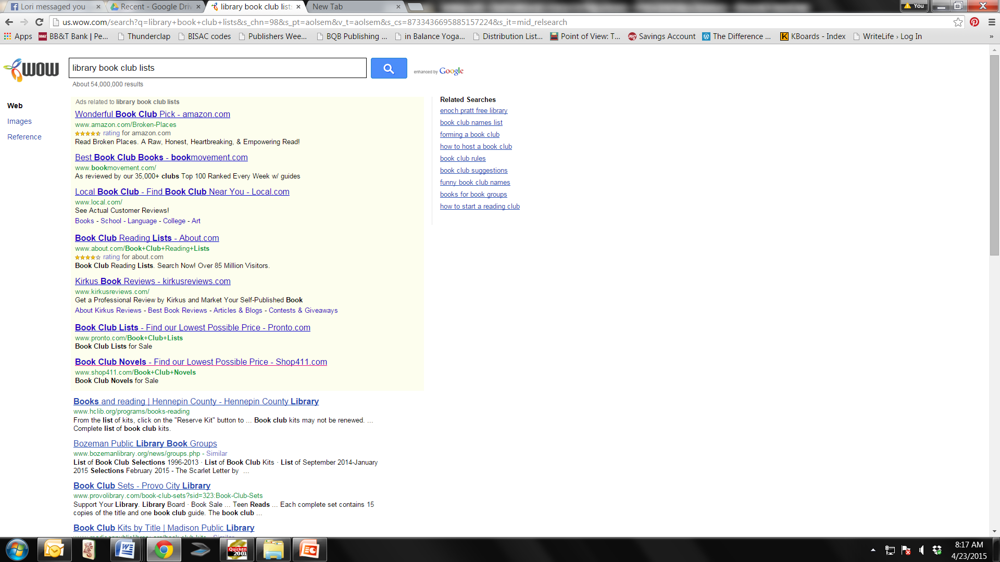 Lori messaged you
Recent - Google Driv
library book club list
New Tab
You
us.wow.com/search?q=library+book+club+lists&s_chn=98&s_pt=aolsem&v_t=aolsem&s_cs=8733436695885157224&s_it=mid_relsearch
Apps BB&T Bank | Pe... Thunderclap BISAC codes Publishers Wee... BQB Publishing ... in Balance Yoga... Distribution List... Point of View: T... 360 Savings Account The Difference ... KBoards - Index WriteLife › Log In »
WOW
library book club lists
enhanced by Google
About 54,000,000 results
Web
Images
Reference
Ads related to library book club lists
Wonderful Book Club Pick - amazon.com
www.amazon.com/Broken-Places
rating for amazon.com
Read Broken Places. A Raw, Honest, Heartbreaking, & Empowering Read!
Best Book Club Books - bookmovement.com
www.bookmovement.com/
As reviewed by our 35,000+ clubs Top 100 Ranked Every Week w/ guides
Local Book Club - Find Book Club Near You - Local.com
www.local.com/
See Actual Customer Reviews!
Books - School - Language - College - Art
Book Club Reading Lists - About.com
www.about.com/Book+Club+Reading+Lists
rating for about.com
Book Club Reading Lists. Search Now! Over 85 Million Visitors.
Kirkus Book Reviews - kirkusreviews.com
www.kirkusreviews.com/
Get a Professional Review by Kirkus and Market Your Self-Published Book
About Kirkus Reviews - Best Book Reviews - Articles & Blogs - Contests & Giveaways
Book Club Lists - Find our Lowest Possible Price - Pronto.com
www.pronto.com/Book+Club+Lists
Book Club Lists for Sale
Book Club Novels - Find our Lowest Possible Price - Shop411.com
www.shop411.com/Book+Club+Novels
Book Club Novels for Sale
Books and reading | Hennepin County - Hennepin County Library
www.hclib.org/programs/books-reading
From the list of kits, click on the "Reserve Kit" button to ... Book club kits may not be renewed. ...
Complete list of book club kits.
Bozeman Public Library Book Groups
www.bozemanlibrary.org/news/groups.php - Similar
List of Book Club Selections 1996-2013 · List of Book Club Kits · List of September 2014-January
2015 Selections February 2015 - The Scarlet Letter by ...
Book Club Sets - Provo City Library
www.provolibrary.com/book-club-sets?sid=323:Book-Club-Sets
Support Your Library. Library Board · Book Sale ... Teen Reads ... Each complete set contains 15
copies of the title and one book club guide. The book club ...
Book Club Kits by Title | Madison Public Library
www.madisonpubliclibrary.org/book-club-kits - Similar
Related Searches
enoch pratt free library
book club names list
forming a book club
how to host a book club
book club rules
book club suggestions
funny book club names
books for book groups
how to start a reading club
Quicken
2001
8:17 AM
4/23/2015